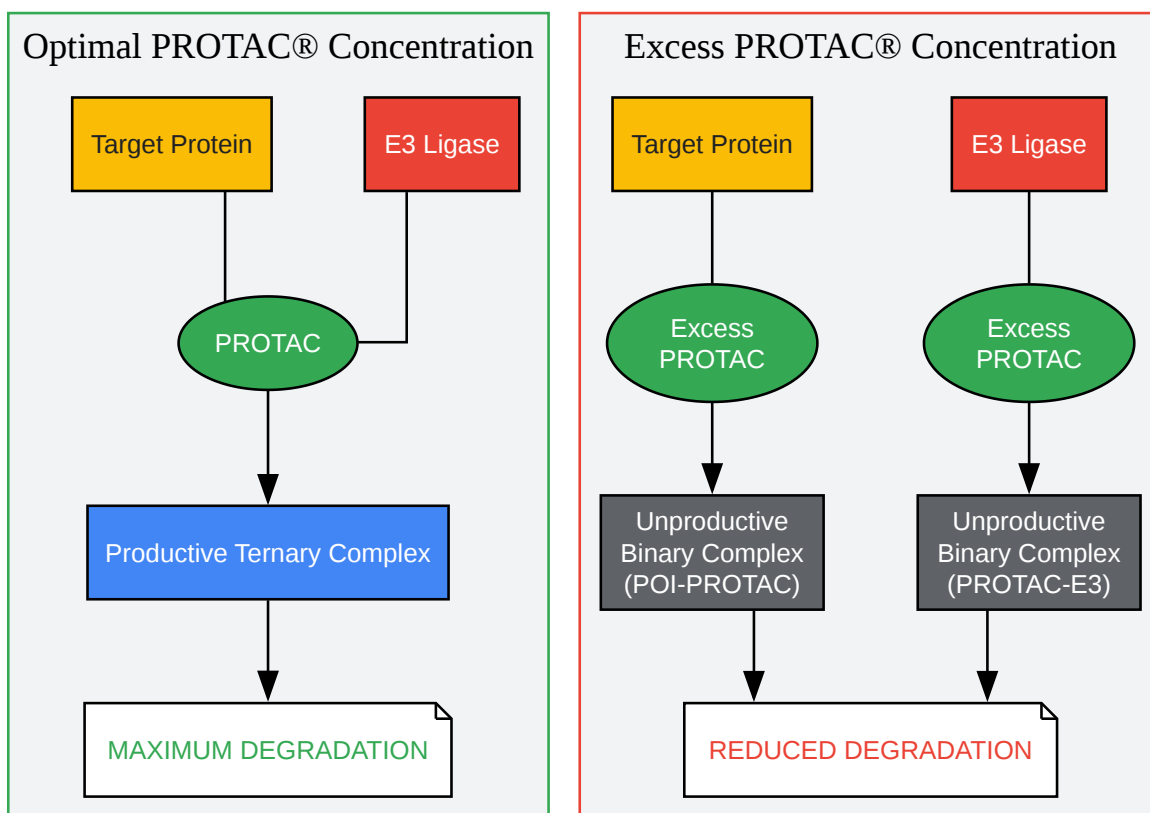 Optimal PROTAC® Concentration
Target Protein
E3 Ligase
PROTAC
Productive Ternary Complex
MAXIMUM DEGRADATION
Excess PROTAC® Concentration
Target Protein
E3 Ligase
Excess
PROTAC
Excess
PROTAC
Unproductive
Binary Complex
(POI-PROTAC)
Unproductive
Binary Complex
(PROTAC-E3)
REDUCED DEGRADATION